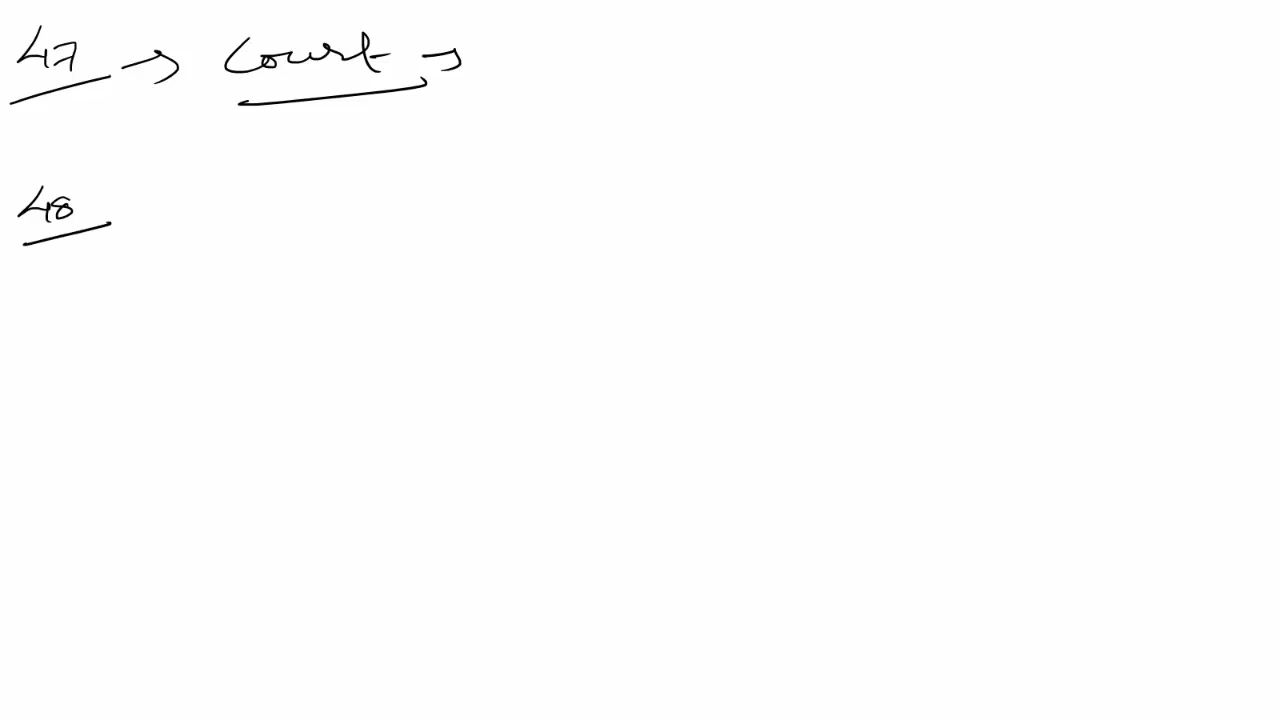 47 → Court →
48